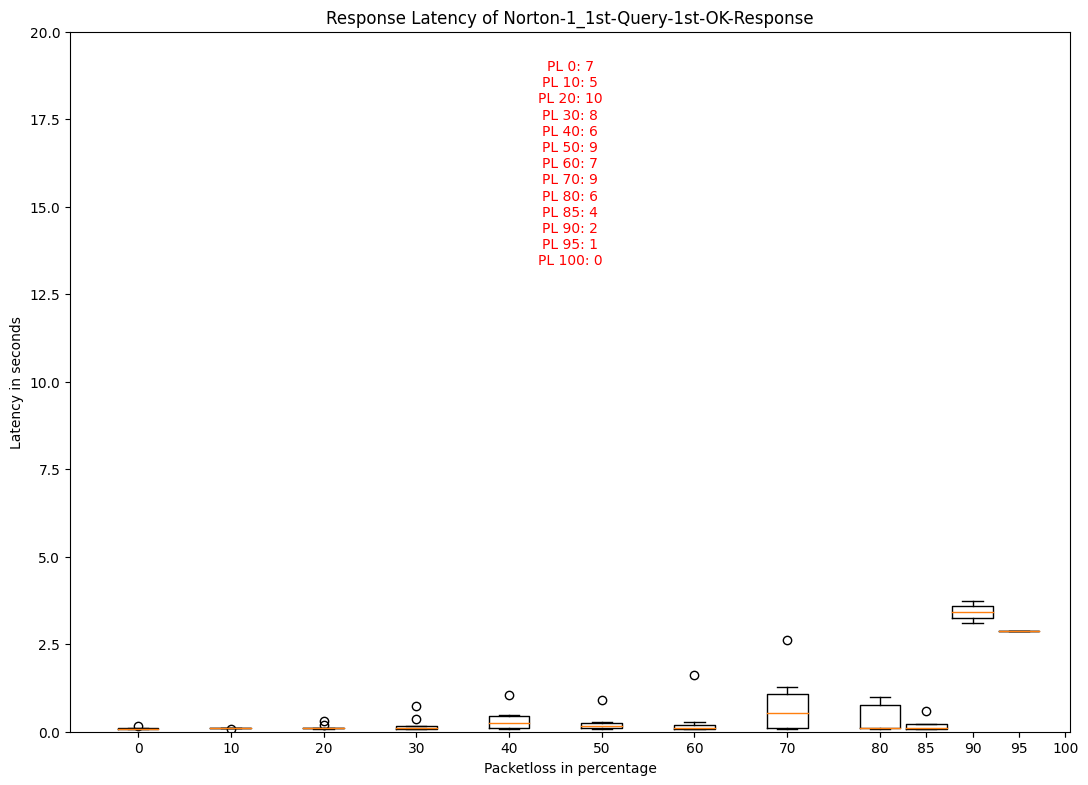 Response Latency of Norton-1_1st-Query-1st-OK-Response
20.0
17.5
15.0
12.5
10.0
7.5
5.0
2.5
0.0
Latency in seconds
PL 0: 7
PL 10: 5
PL 20: 10
PL 30: 8
PL 40: 6
PL 50: 9
PL 60: 7
PL 70: 9
PL 80: 6
PL 85: 4
PL 90: 2
PL 95: 1
PL 100: 0
0 10 20 30 40 50 60 70 80 85 90 95 100
Packetloss in percentage